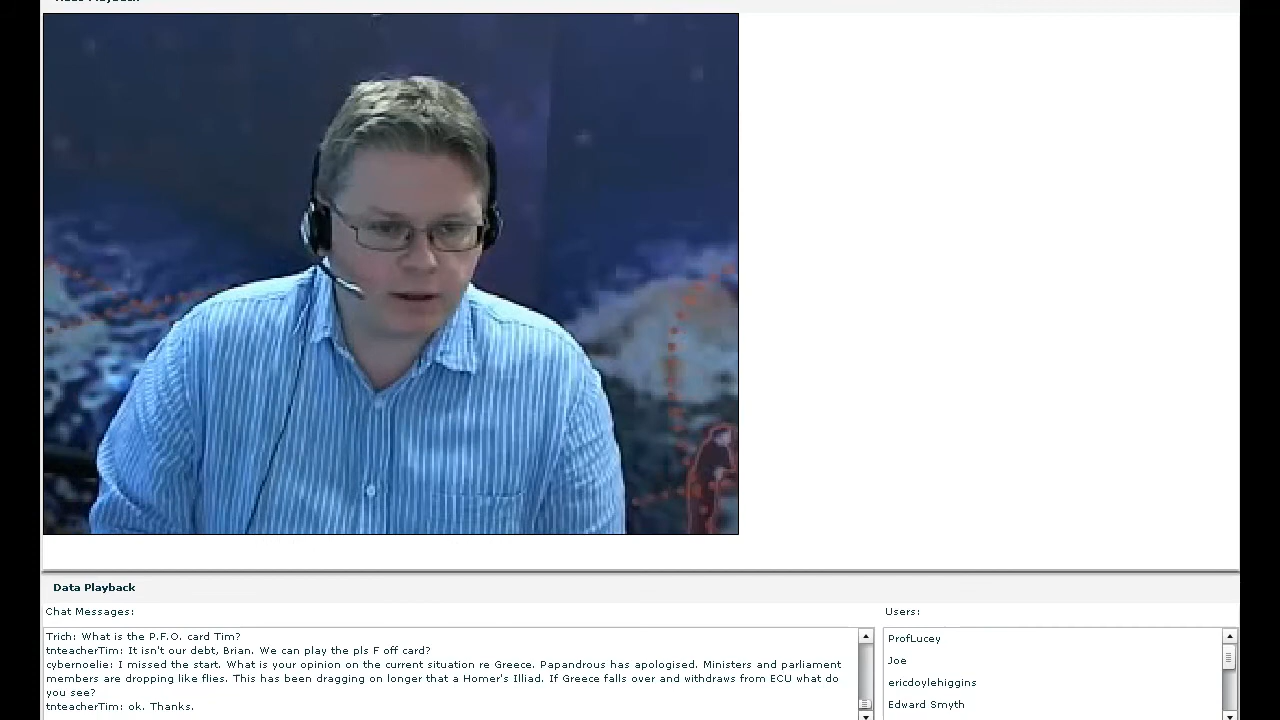 Data Playback
Chat Messages:
Users:
Trich: What is the P.F.O. card Tim?
tnteacherTim: It isn't our debt, Brian. We can play the pls F off card?
cybernoelie: I missed the start. What is your opinion on the current situation re Greece. Papandrous has apologised. Ministers and perliament
members are dropping like flies. This has been dragging on longer that a Homer's Illiad. If Greece falls over and withdraws from ECU what do
you see?
tnteacherTim: ok. Thanks.
ProfLucey
Joe
ericdoylehiggins
Edward Smyth